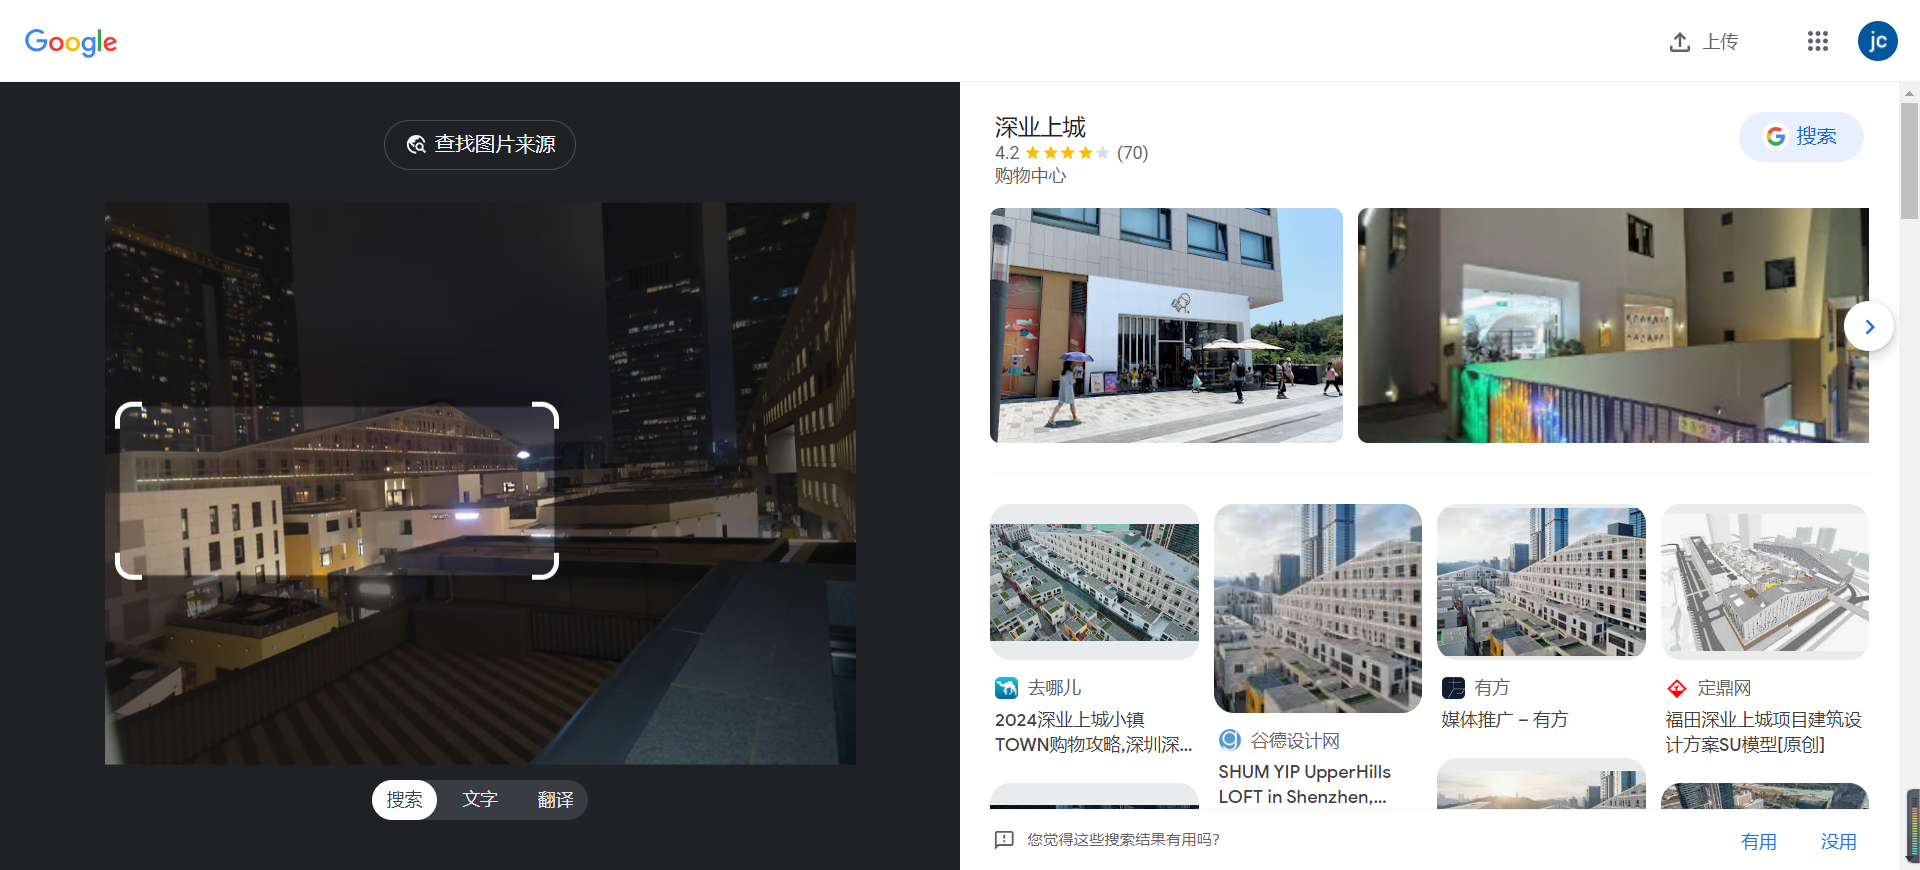 Google
上传
jc
查找图片来源
搜索
文字
翻译
深业上城
4.2 (70)
购物中心
搜索
去哪儿
2024深业上城小镇
TOWN购物攻略,深圳深...
谷德设计网
SHUM YIP UpperHills
LOFT in Shenzhen,...
有方
媒体推广 – 有方
定鼎网
福田深业上城项目建筑设
计方案SU模型[原创]
您觉得这些搜索结果有用吗?
有用
没用